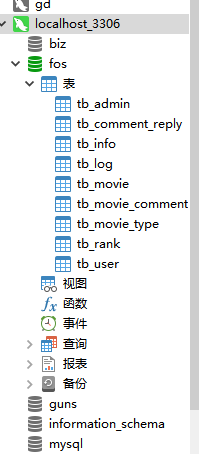 gd
localhost_3306
biz
fos
表
tb_admin
tb_comment_reply
tb_info
tb_log
tb_movie
tb_movie_comment
tb_movie_type
tb_rank
tb_user
视图
fx 函数
事件
查询
报表
备份
guns
information_schema
mysql